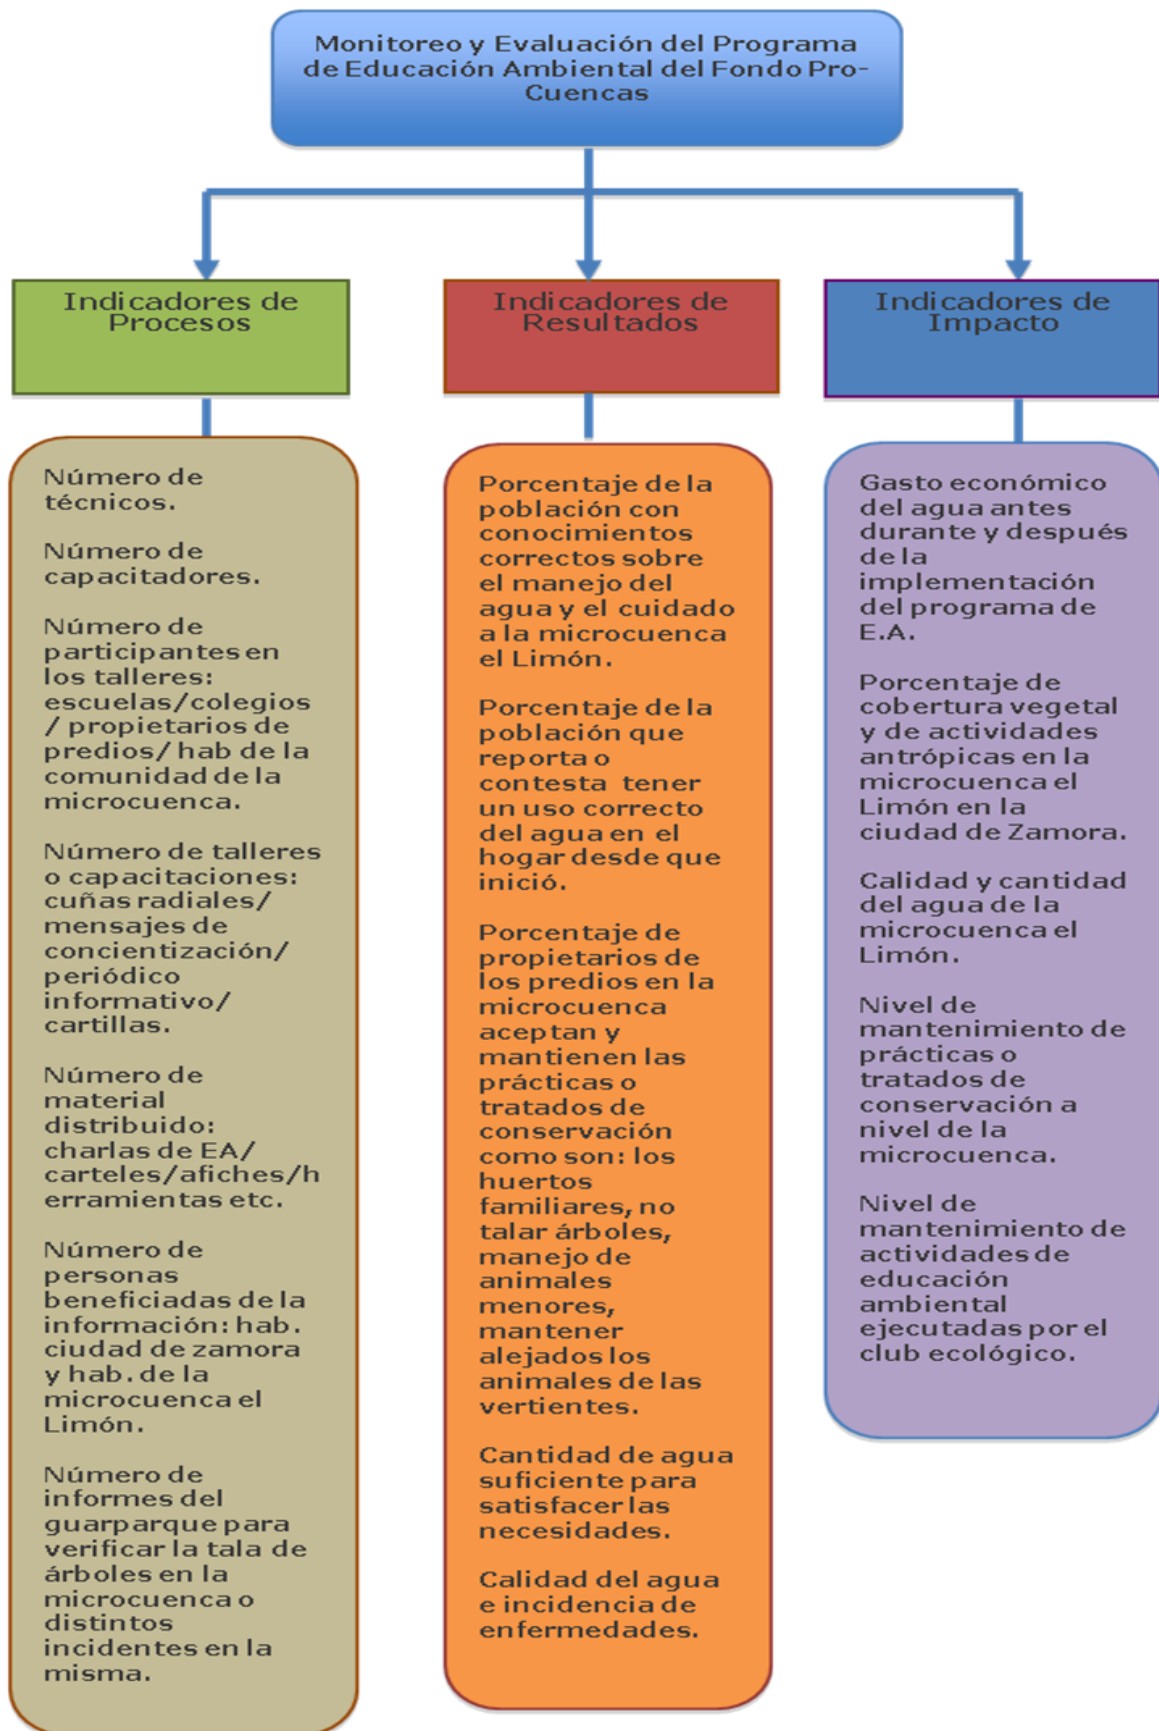 Monitoreo y Evaluación del Programa
de Educación Ambiental del Fondo Pro-
Cuencas
Indicadores de
Procesos
Indicadores de
Resultados
Indicadores de
Impacto
Número de
técnicos.
Número de
capacitadores.
Número de
participantes en
los talleres:
escuelas/colegios
/ propietarios de
predios/ hab de la
comunidad de la
microcuenca.
Número de talleres
o capacitaciones:
cuñas radiales/
mensajes de
concientización/
periódico
informativo/
cartillas.
Número de
material
distribuido:
charlas de EA/
carteles/afiches/h
erramientas etc.
Número de
personas
beneficiadas de la
información: hab.
ciudad de zamora
y hab. de la
microcuenca el
Limón.
Número de
informes del
guarparque para
verificar la tala de
árboles en la
microcuenca o
distintos
incidentes en la
misma.
Porcentaje de la
población con
conocimientos
correctos sobre
el manejo del
agua y el cuidado
a la microcuenca
el Limón.
Porcentaje de la
población que
reporta o
contesta tener
un uso correcto
del agua en el
hogar desde que
inició.
Porcentaje de
propietarios de
los predios en la
microcuenca
aceptan y
mantienen las
prácticas o
tratados de
conservación
como son: los
huertos
familiares, no
talar árboles,
manejo de
animales
menores,
mantener
alejados los
animales de las
vertientes.
Cantidad de agua
suficiente para
satisfacer las
necesidades.
Calidad del agua
e incidencia de
enfermedades.
Gasto económico
del agua antes
durante y después
de la
implementación
del programa de
E.A.
Porcentaje de
cobertura vegetal
y de actividades
antrópicas en la
microcuenca el
Limón en la
ciudad de Zamora.
Calidad y cantidad
del agua de la
microcuenca el
Limón.
Nivel de
mantenimiento de
prácticas o
tratados de
conservación a
nivel de la
microcuenca.
Nivel de
mantenimiento de
actividades de
educación
ambiental
ejecutadas por el
club ecológico.